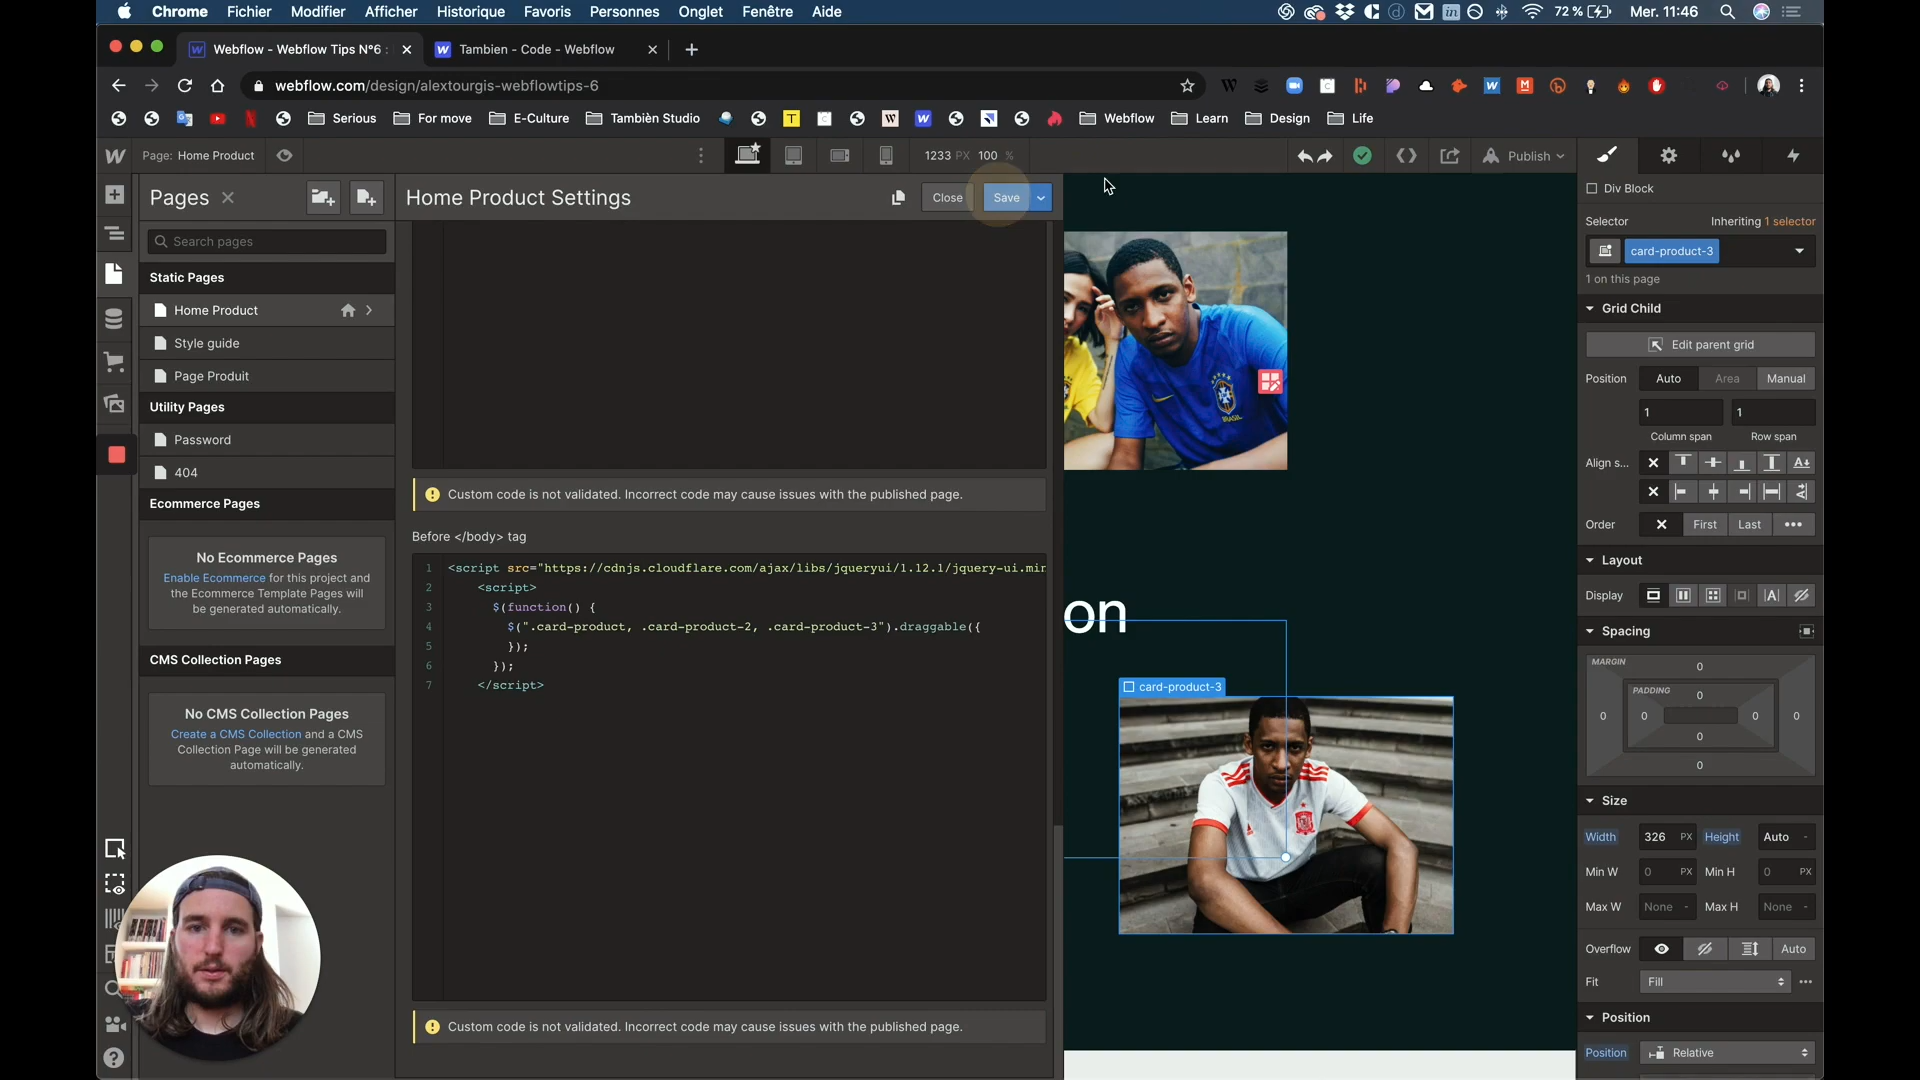 Chrome Fichier Modifier Afficher Historique Favoris Personnes Onglet Fenêtre Aide 72 % Mer. 11:46
Webflow - Webflow Tips N°6 : Tambien - Code - Webflow
webflow.com/design/alextourgis-webflowtips-6
Serious For move E-Culture Tambièn Studio Webflow Learn Design Life
Page: Home Product 1233 PX 100 % Publish
Pages
Home Product Settings Close Save
Search pages
Static Pages
Home Product
Style guide
Page Produit
Utility Pages
Password
404
Ecommerce Pages
No Ecommerce Pages
Enable Ecommerce for this project and
the Ecommerce Template Pages will
be generated automatically.
CMS Collection Pages
No CMS Collection Pages
Create a CMS Collection and a CMS
Collection Page will be generated
automatically.
Custom code is not validated. Incorrect code may cause issues with the published page.
Before </body> tag
1 <script src="https://cdnjs.cloudflare.com/ajax/libs/jqueryui/1.12.1/jquery-ui.min
2 <script>
3 $(function() {
4 $(".card-product, .card-product-2, .card-product-3").draggable({
5 });
6 });
7 </script>
Custom code is not validated. Incorrect code may cause issues with the published page.
BRASIL
on
card-product-3
Div Block
Selector Inheriting 1 selector
card-product-3
1 on this page
Grid Child
Edit parent grid
Position Auto Area Manual
1 1
Column span Row span
Align s...
Order First Last
Layout
Display
Spacing
MARGIN
0
PADDING
0
0 0 0 0
0
0
Size
Width 326 PX Height Auto -
Min W 0 PX Min H 0 PX
Max W None - Max H None -
Overflow Auto
Fit Fill
Position
Position Relative